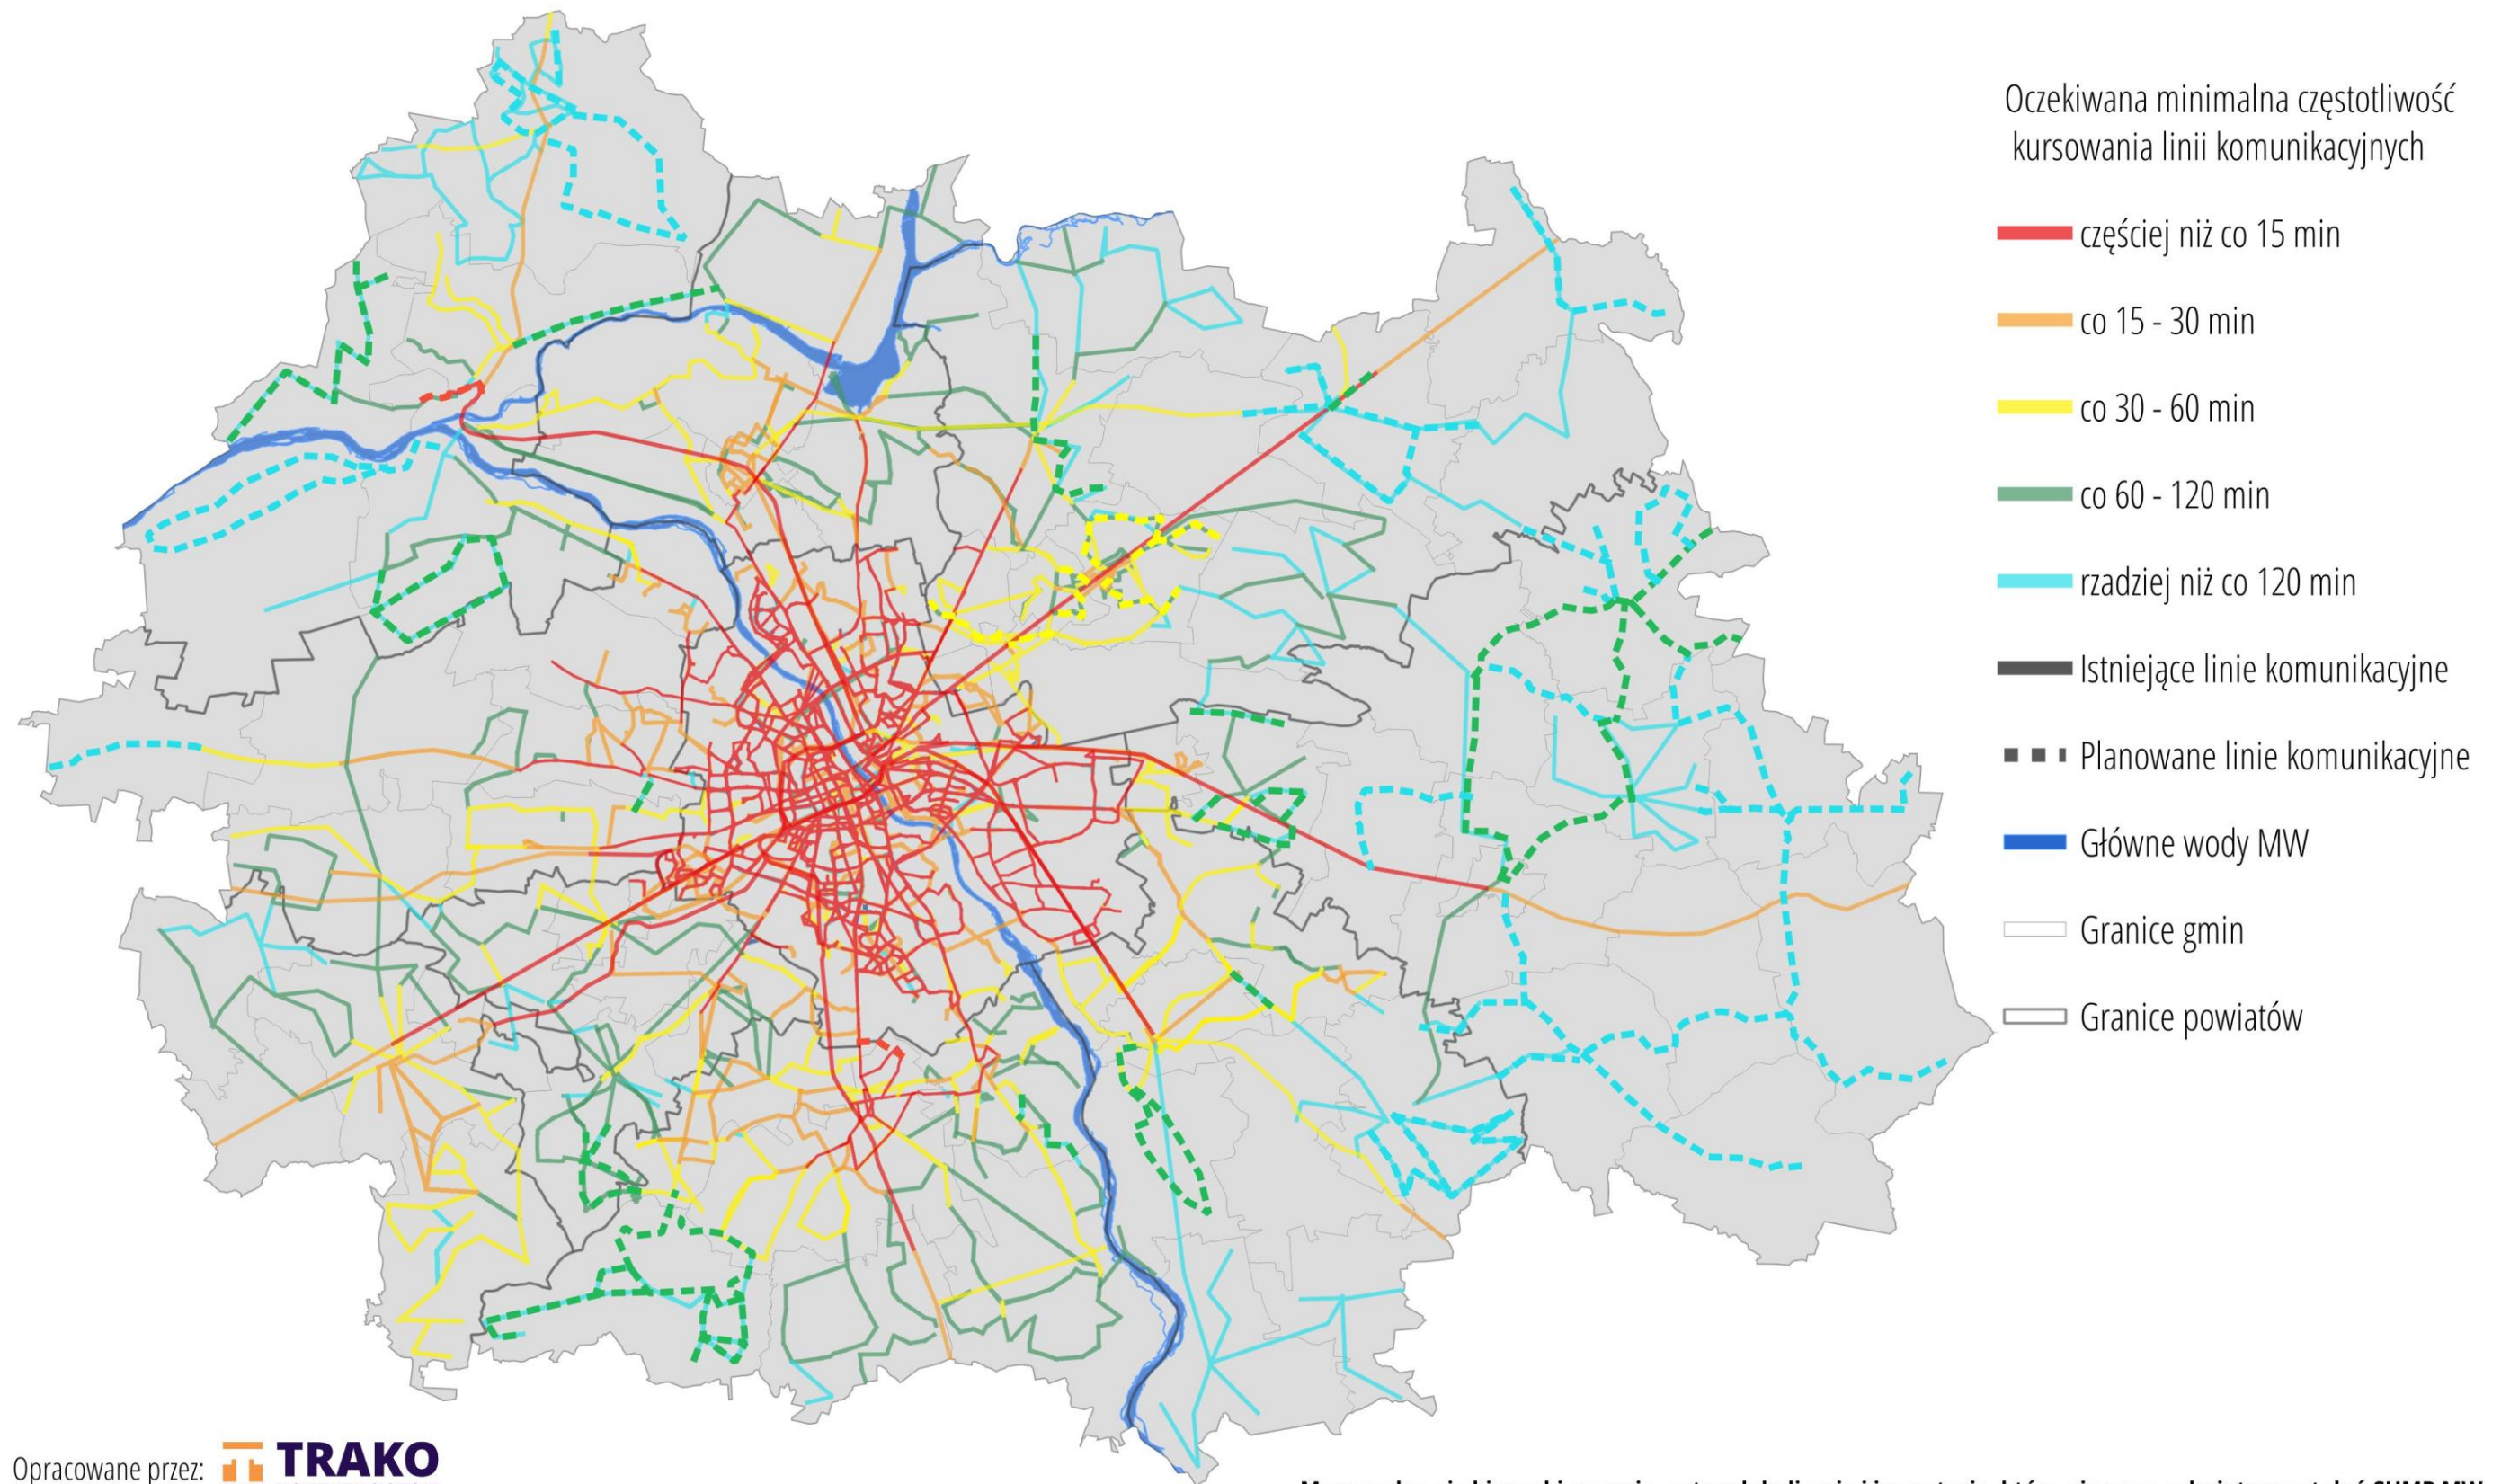 Oczekiwana minimalna częstotliwość
kursowania linii komunikacyjnych
częściej niż co 15 min
co 15 - 30 min
co 30 - 60 min
co 60 - 120 min
rzadziej niż co 120 min
Istniejące linie komunikacyjne
Planowane linie komunikacyjne
Główne wody MW
Granice gmin
Granice powiatów
Opracowane przez:
TRAKO